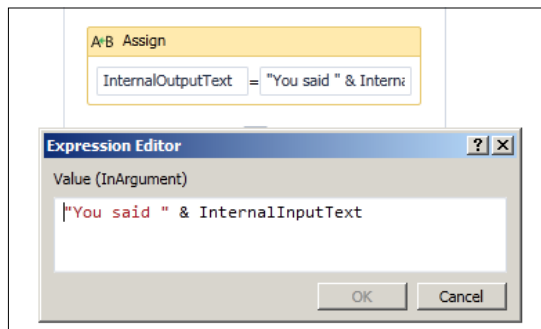 A+B Assign
InternalOutputText = "You said " & Interna
Expression Editor ? X
Value (InArgument)
"You said " & InternalInputText
OK Cancel